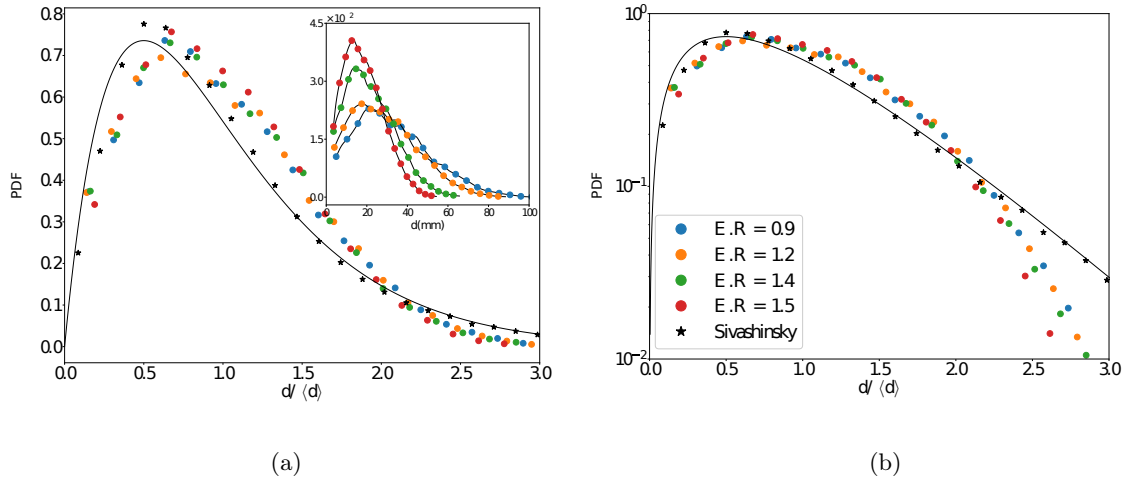 4.5 × 10²
3.0
1.5
0.0
0 20 40 60 80 100
d(mm)
0.8
0.7
0.6
0.5
0.4
0.3
0.2
0.1
0.0
PDF
0.0 0.5 1.0 1.5 2.0 2.5 3.0
d/ ⟨d⟩
(a)
10⁰
10⁻¹
10⁻²
PDF
E.R = 0.9
E.R = 1.2
E.R = 1.4
E.R = 1.5
Sivashinsky
0.0 0.5 1.0 1.5 2.0 2.5 3.0
d/ ⟨d⟩
(b)